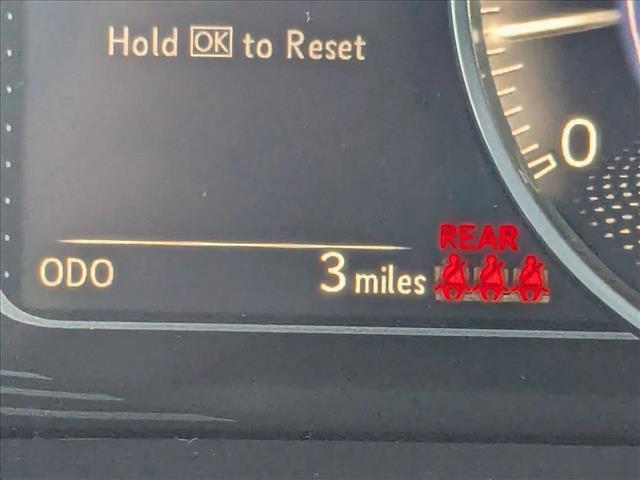 Hold OK to Reset
0
REAR
ODO 3 miles